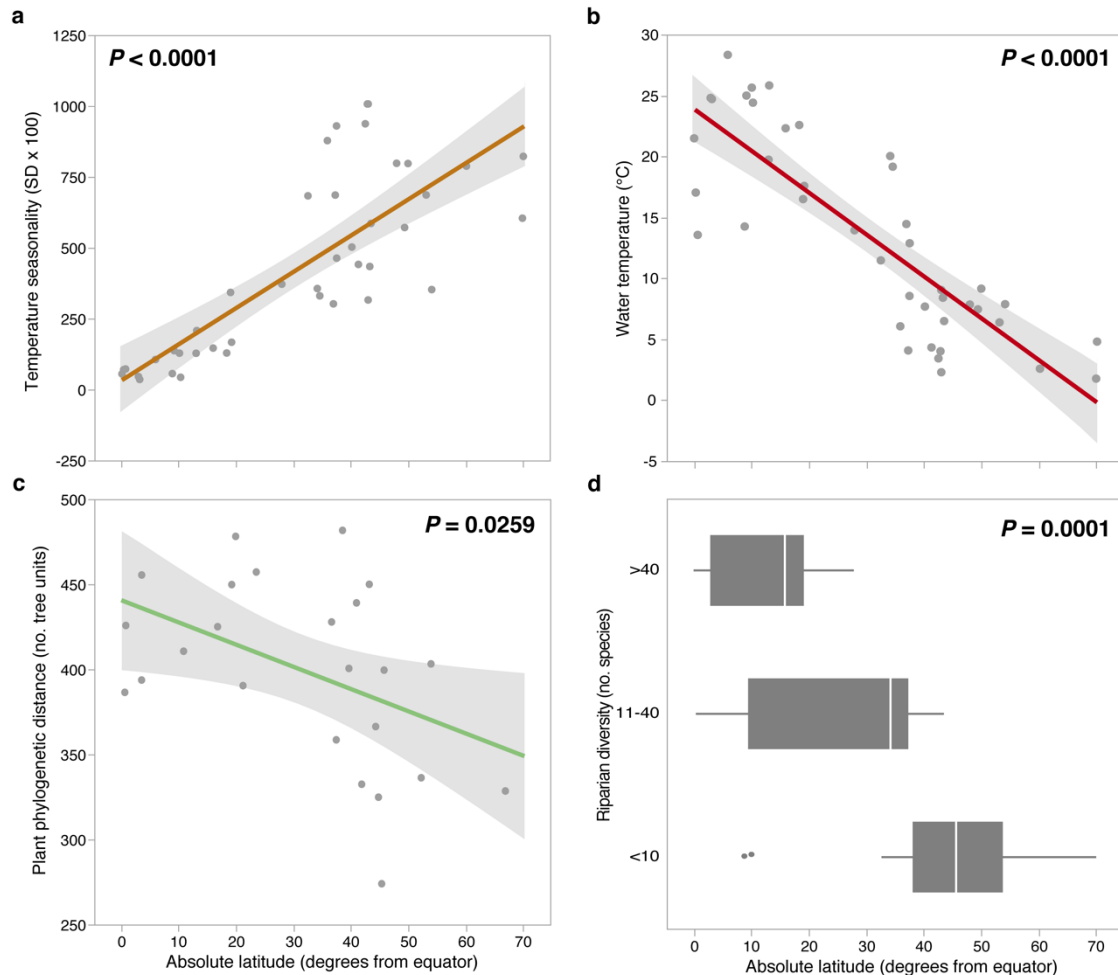 a
P < 0.0001
Temperature seasonality (SD x 100)
1250
1000
750
500
250
0
-250
b
P < 0.0001
Water temperature (°C)
30
25
20
15
10
5
0
-5
c
P = 0.0259
Plant phylogenetic distance (no. tree units)
500
450
400
350
300
250
0 10 20 30 40 50 60 70
Absolute latitude (degrees from equator)
d
P = 0.0001
Riparian diversity (no. species)
>40
11-40
<10
0 10 20 30 40 50 60 70
Absolute latitude (degrees from equator)